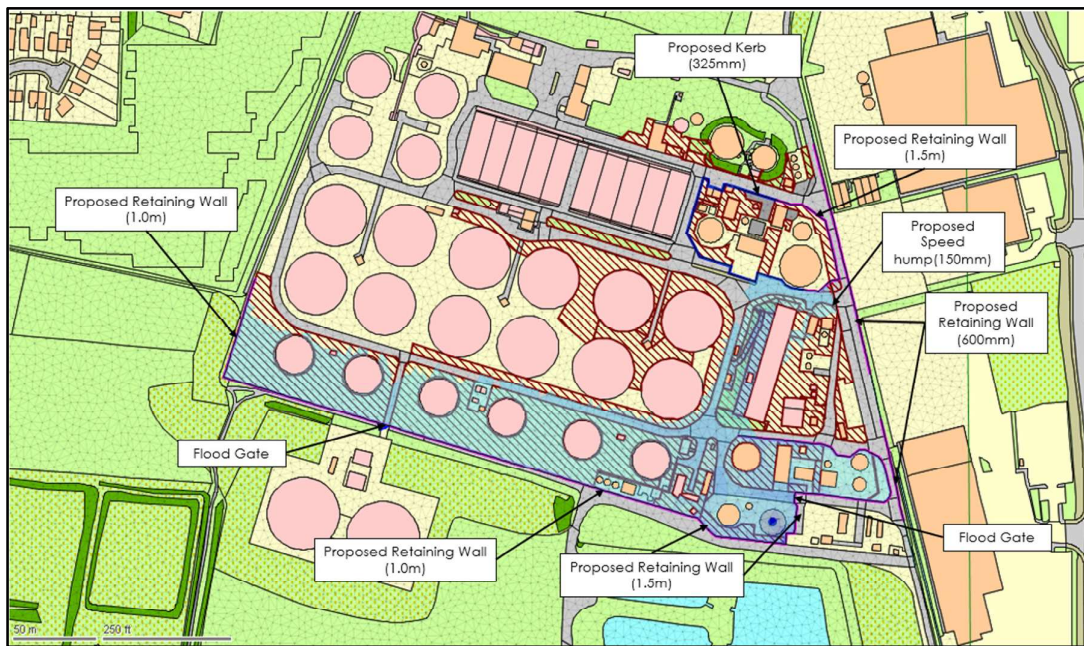 Proposed Kerb
(325mm)
Proposed Retaining Wall
(1.5m)
Proposed Retaining Wall
(1.0m)
Proposed
Speed
hump(150mm)
Proposed
Retaining Wall
(600mm)
Flood Gate
Flood Gate
Proposed Retaining Wall
(1.0m)
Proposed Retaining Wall
(1.5m)
50 m
250 ft